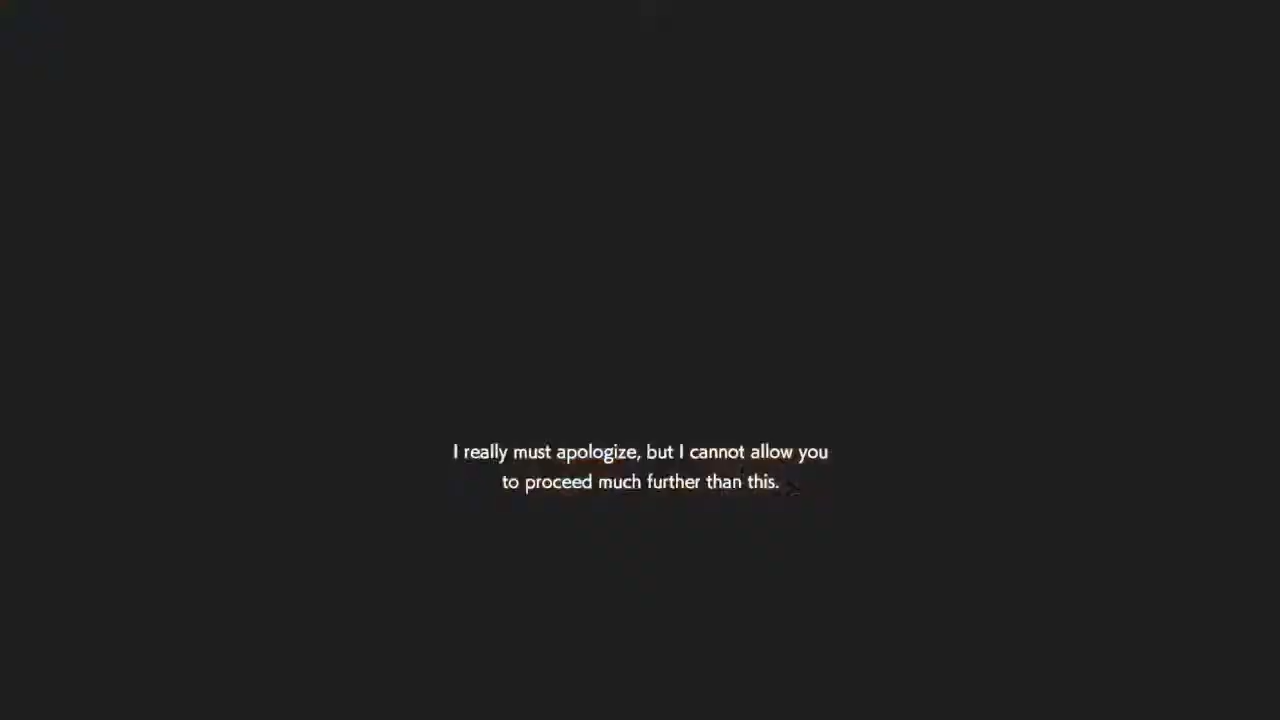 I really must apologize, but I cannot allow you
to proceed much further than this.